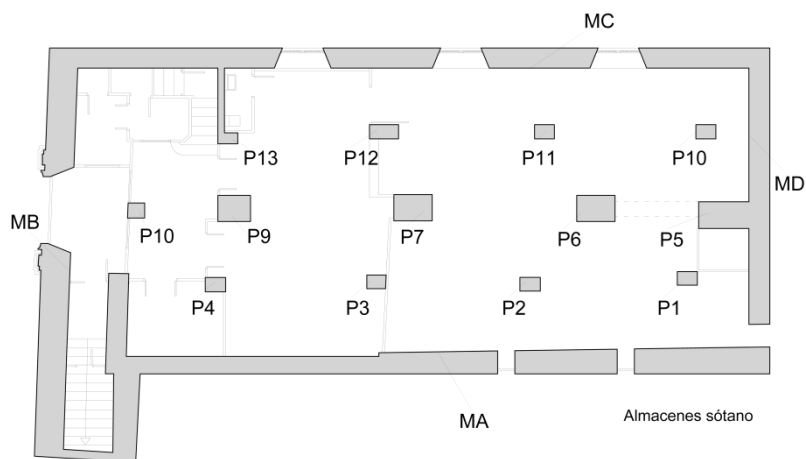 MC
P13
P12
P11
P10
MD
MB
P10
P9
P7
P6
P5
P4
P3
P2
P1
MA
Almacenes sótano